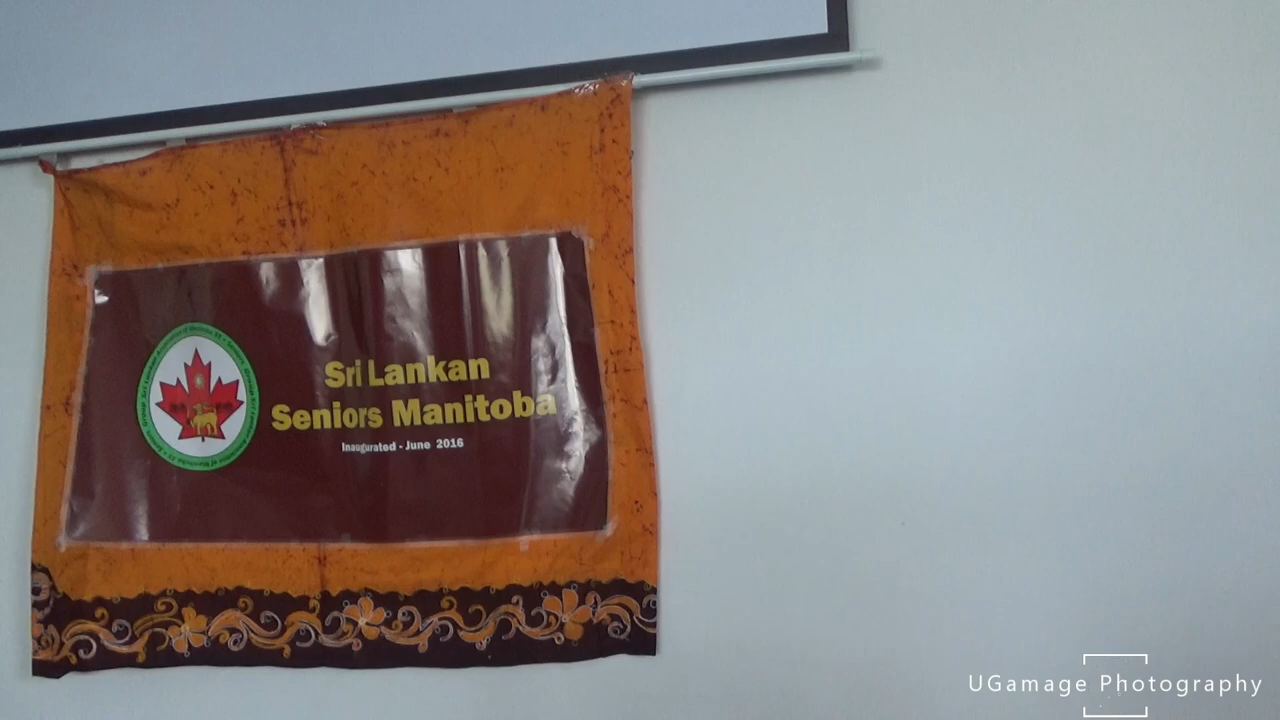 Sri Lankan
Seniors Manitoba
Inaugurated - June 2016
UGamage Photography